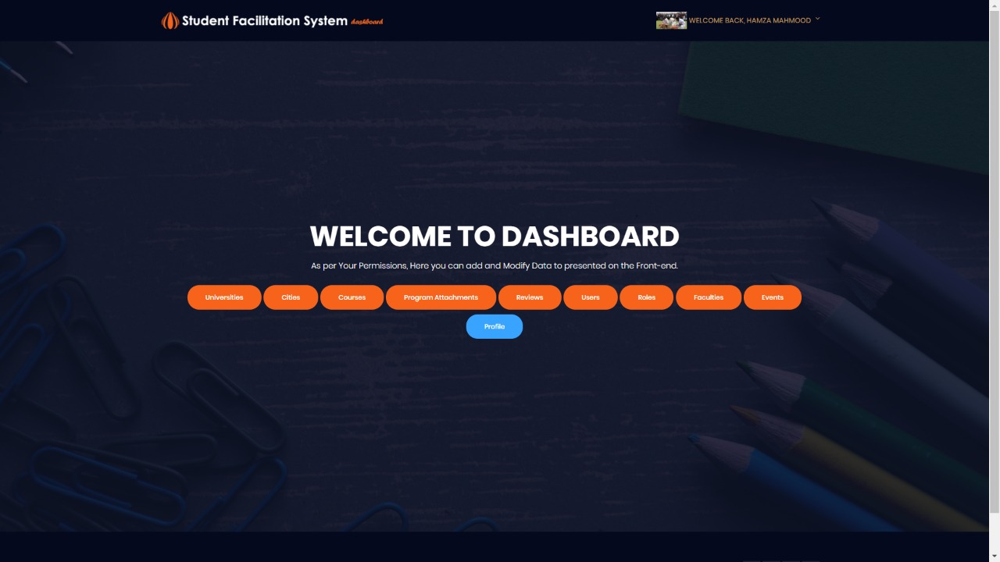 Student Facilitation System dashboard
WELCOME BACK, HAMZA MAHMOOD
WELCOME TO DASHBOARD
As per Your Permissions, Here you can add and Modify Data to presented on the Front-end.
Universities Cities Courses Program Attachments Reviews Users Roles Faculties Events
Profile